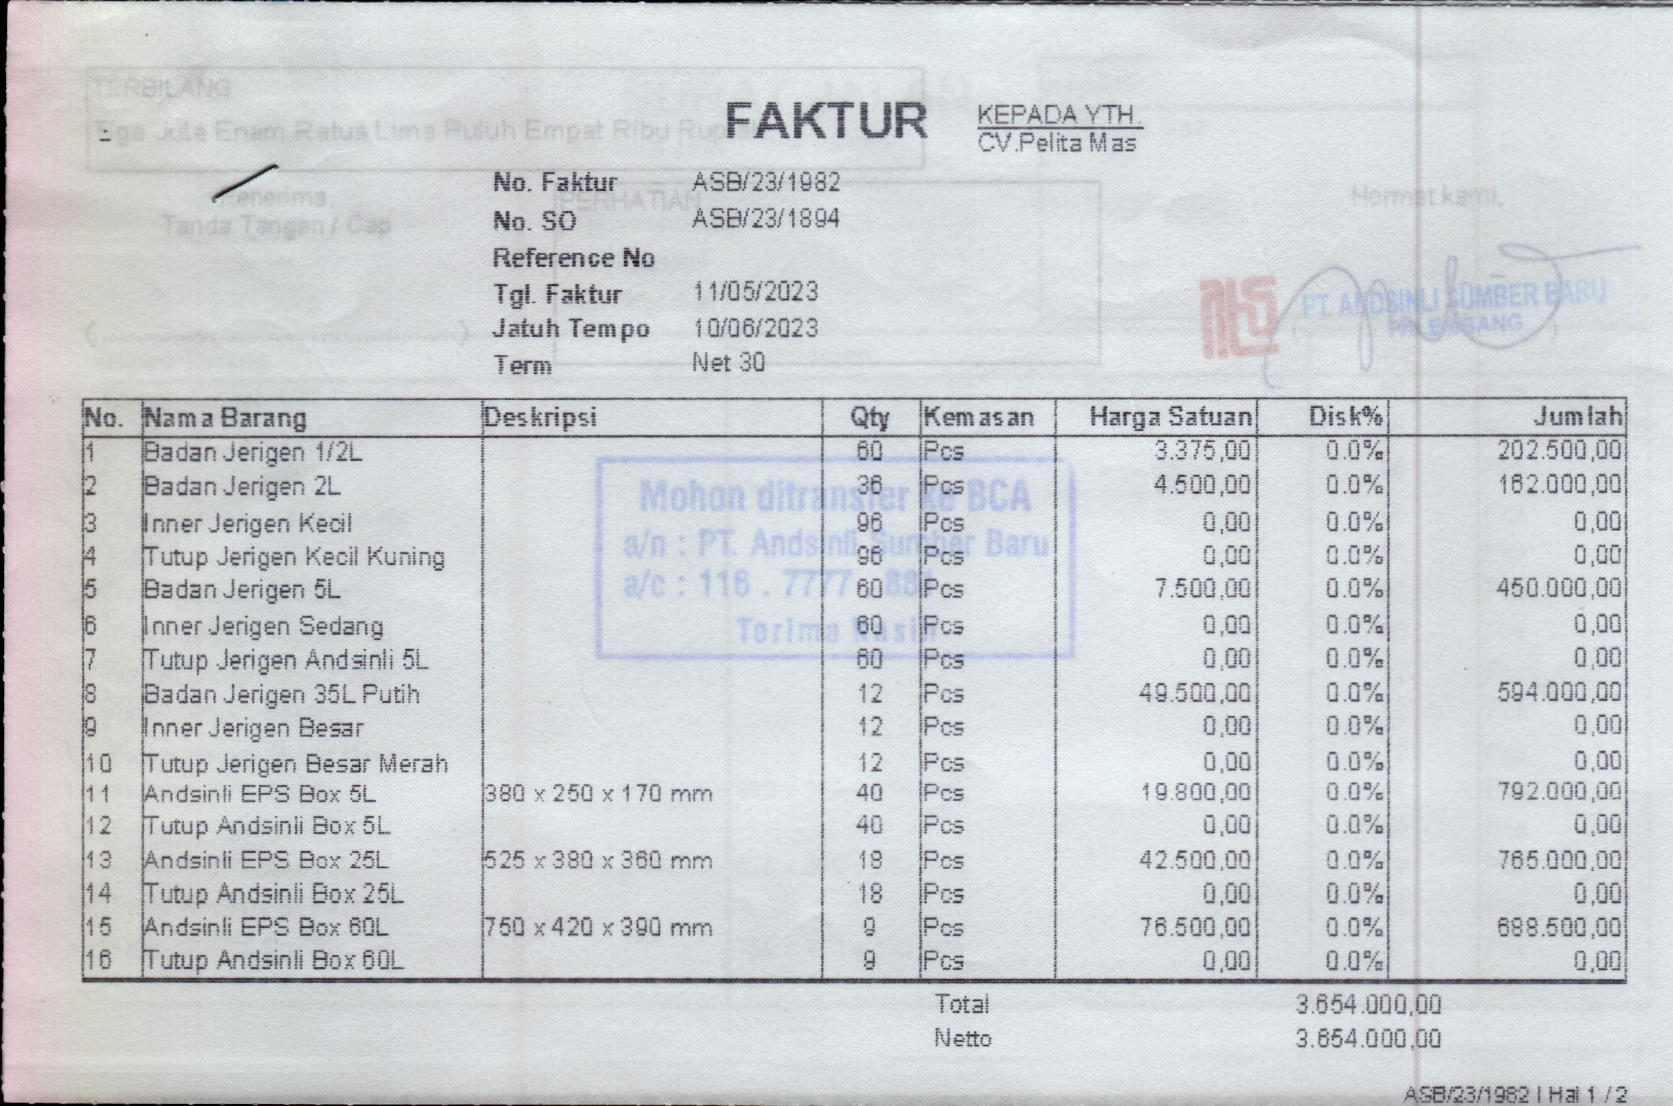 TERBILANG
Tiga Juta Enam Ratus Lima Puluh Empat Ribu
FAKTUR
KEPADA YTH.
CV.Pelita Mas
No. Faktur ASB/23/1982
No. SO ASB/23/1894
Reference No
Tgl. Faktur 11/05/2023
Jatuh Tempo 10/06/2023
Term Net 30
Penerima,
Tanda Tangan / Cap
PERHATIAN
Hormat kami,
PT. ANDSINLI SUMBER BARU
PALEMBANG
No. Nama Barang Deskripsi Qty Kemasan Harga Satuan Disk% Jumlah
1 Badan Jerigen 1/2L 60 Pcs 3.375,00 0.0% 202.500,00
2 Badan Jerigen 2L 36 Pcs 4.500,00 0.0% 162.000,00
3 Inner Jerigen Kecil 96 Pcs 0,00 0.0% 0,00
4 Tutup Jerigen Kecil Kuning 96 Pcs 0,00 0.0% 0,00
5 Badan Jerigen 5L 60 Pcs 7.500,00 0.0% 450.000,00
6 Inner Jerigen Sedang 60 Pcs 0,00 0.0% 0,00
7 Tutup Jerigen Andsinli 5L 60 Pcs 0,00 0.0% 0,00
8 Badan Jerigen 35L Putih 12 Pcs 49.500,00 0.0% 594.000,00
9 Inner Jerigen Besar 12 Pcs 0,00 0.0% 0,00
10 Tutup Jerigen Besar Merah 12 Pcs 0,00 0.0% 0,00
11 Andsinli EPS Box 5L 380 x 250 x 170 mm 40 Pcs 19.800,00 0.0% 792.000,00
12 Tutup Andsinli Box 5L 40 Pcs 0,00 0.0% 0,00
13 Andsinli EPS Box 25L 525 x 380 x 360 mm 18 Pcs 42.500,00 0.0% 765.000,00
14 Tutup Andsinli Box 25L 18 Pcs 0,00 0.0% 0,00
15 Andsinli EPS Box 60L 750 x 420 x 390 mm 9 Pcs 76.500,00 0.0% 688.500,00
16 Tutup Andsinli Box 60L 9 Pcs 0,00 0.0% 0,00
Mohon ditransfer ke BCA
a/n : PT. Andsinli Sumber Baru
a/c : 116 . 7777 .
Terima Kasih
Total 3.654.000,00
Netto 3.654.000,00
ASB/23/1982 | Hal 1 / 2